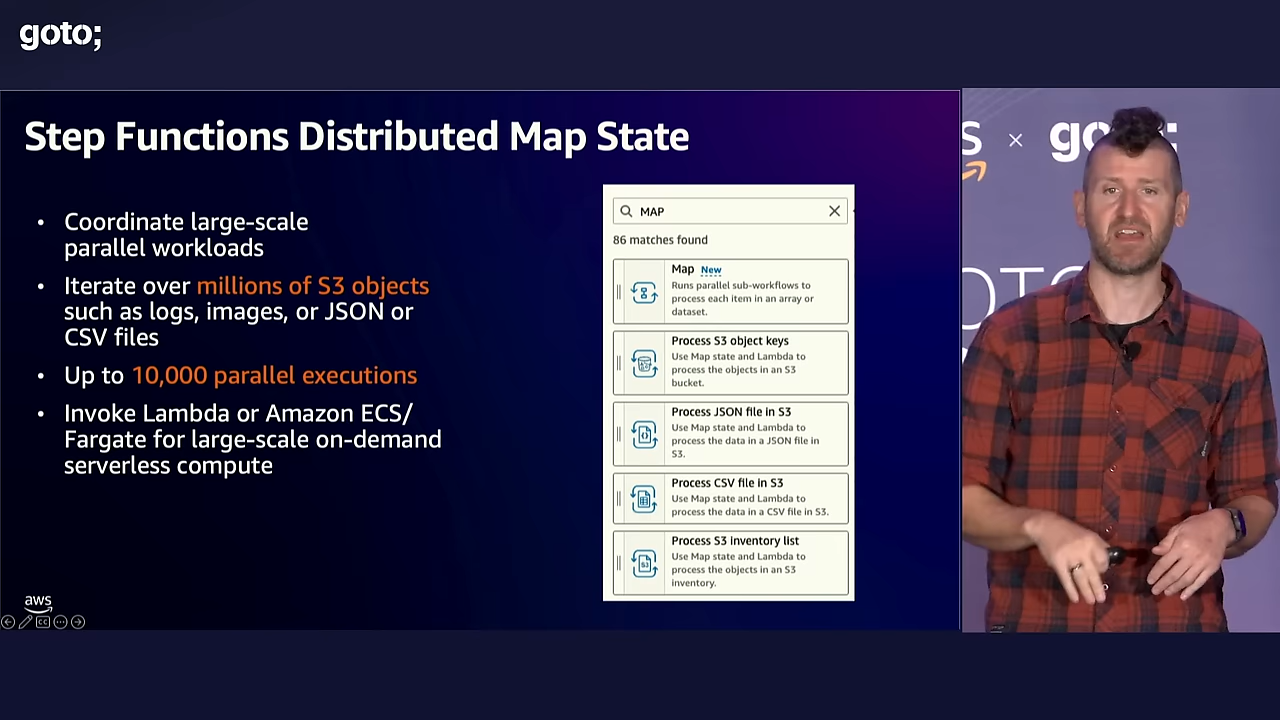 goto;
Step Functions Distributed Map State
• Coordinate large-scale
parallel workloads
• Iterate over millions of S3 objects
such as logs, images, or JSON or
CSV files
• Up to 10,000 parallel executions
• Invoke Lambda or Amazon ECS/
Fargate for large-scale on-demand
serverless compute
aws
MAP
86 matches found
Map New
Runs parallel sub-workflows to
process each item in an array or
dataset.
Process S3 object keys
Use Map state and Lambda to
process the objects in an S3
bucket.
Process JSON file in S3
Use Map state and Lambda to
process the data in a JSON file in
S3.
Process CSV file in S3
Use Map state and Lambda to
process the data in a CSV file in S3.
Process S3 inventory list
Use Map state and Lambda to
process the objects in an S3
inventory.